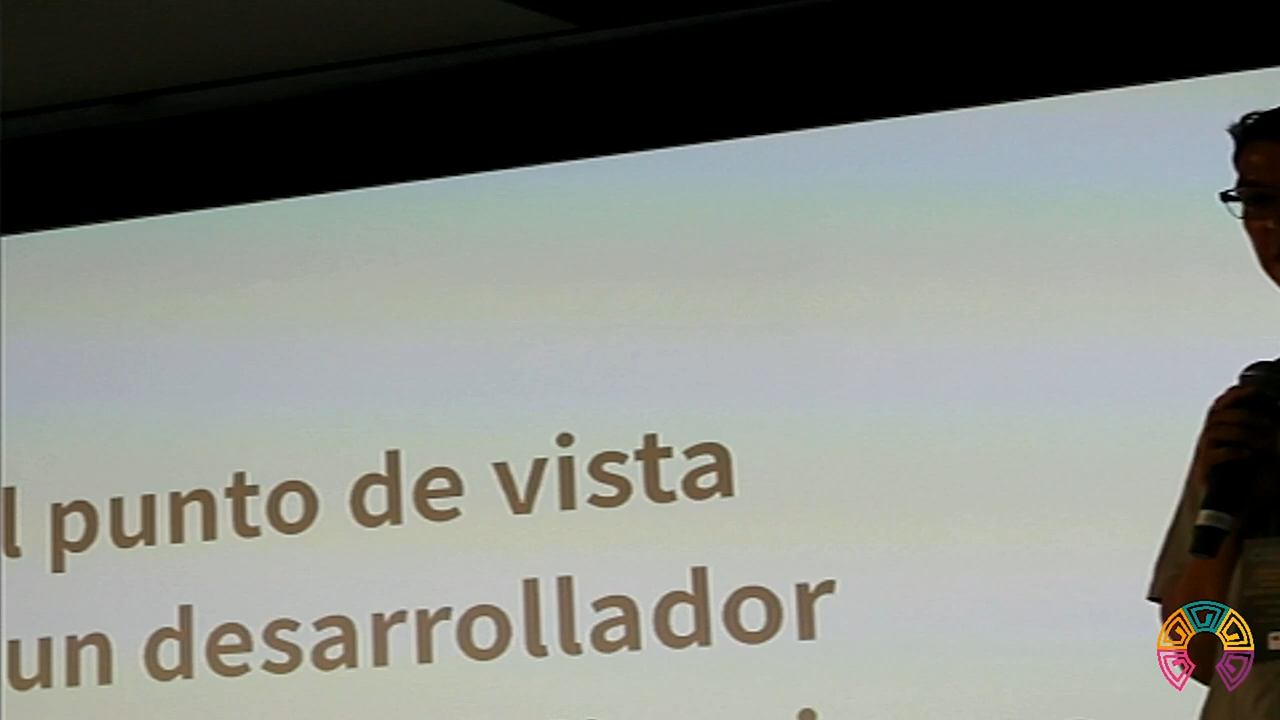 l punto de vista
un desarrollador